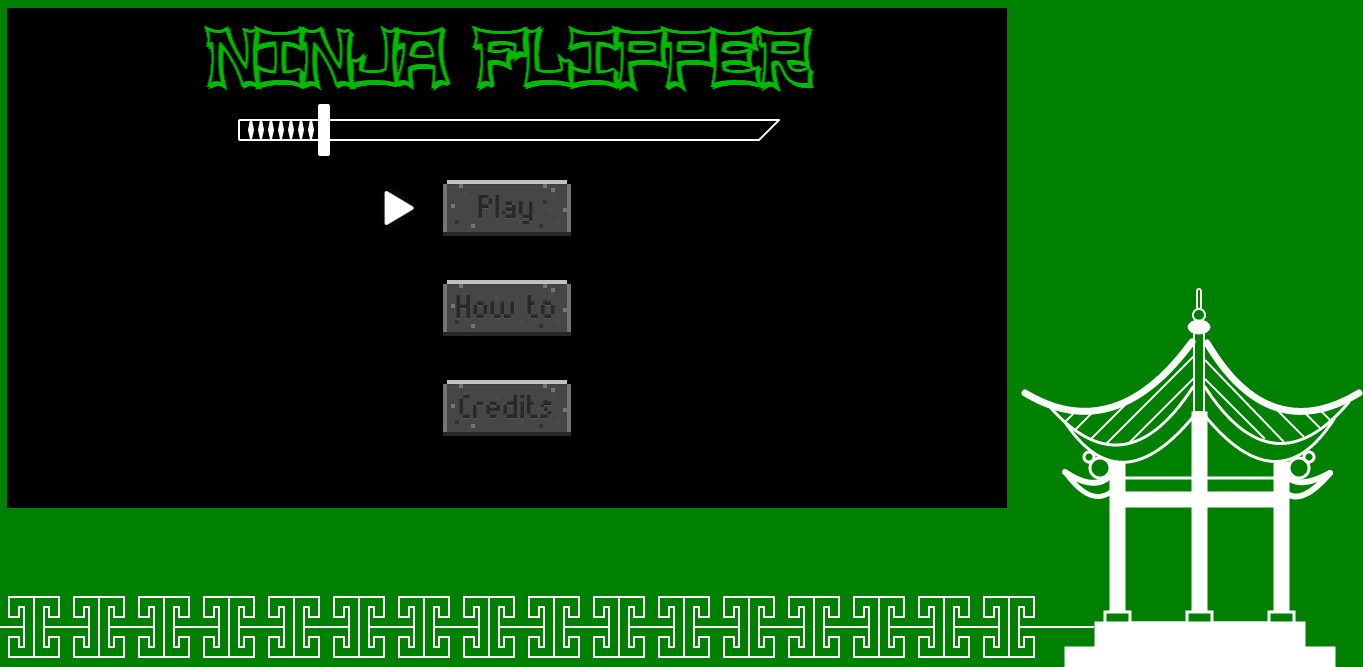 NINJA FLIPPER
Play
How to
Credits